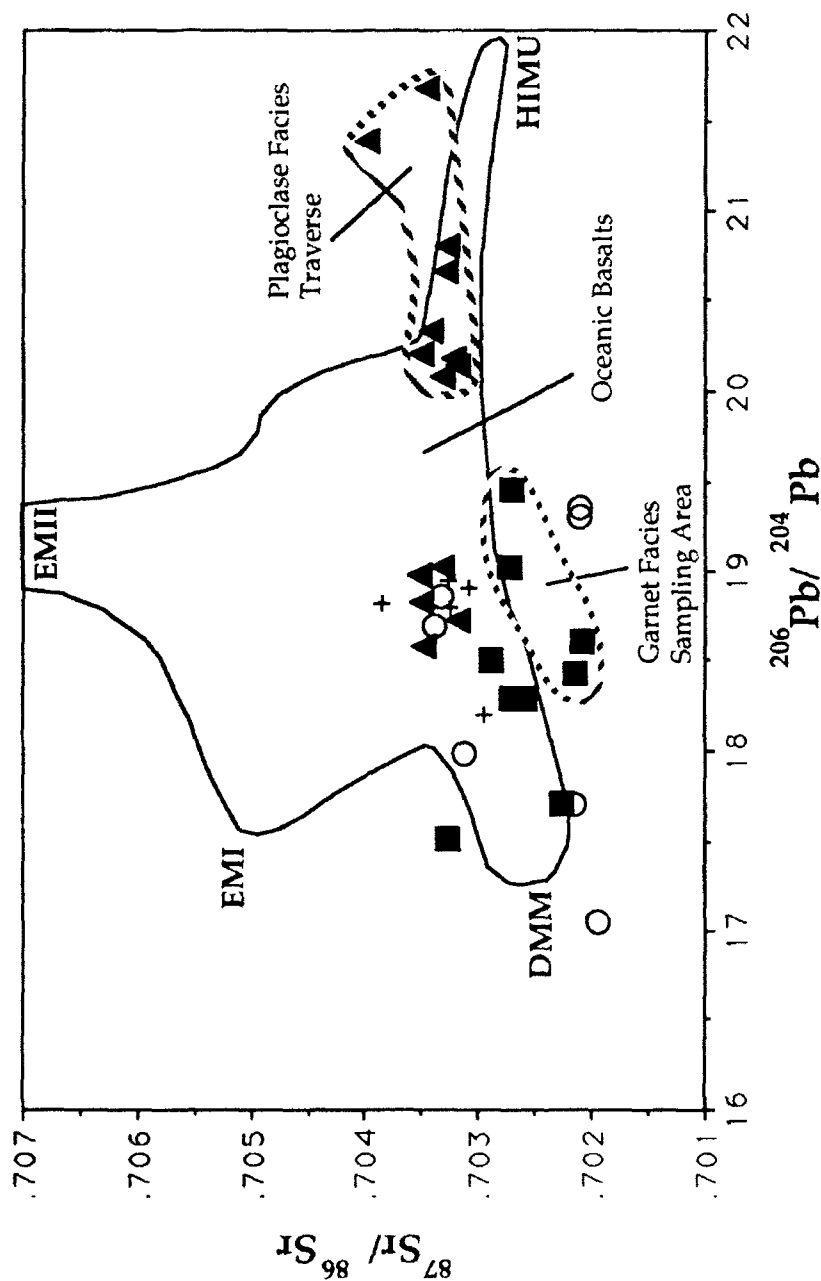 87Sr/ 86Sr
.707
.706
.705
.704
.703
.702
.701
EMII
EMI
DMM
HIMU
Plagioclase Facies
Traverse
Oceanic Basalts
Garnet Facies
Sampling Area
16
17
18
19
20
21
22
206Pb/ 204Pb